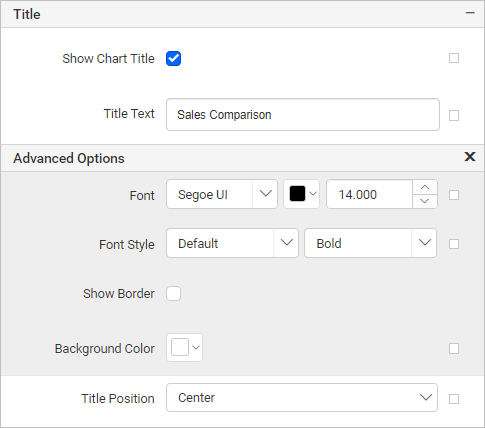 Title
Show Chart Title
Title Text Sales Comparison
Advanced Options
Font Segoe UI 14.000
Font Style Default Bold
Show Border
Background Color
Title Position Center